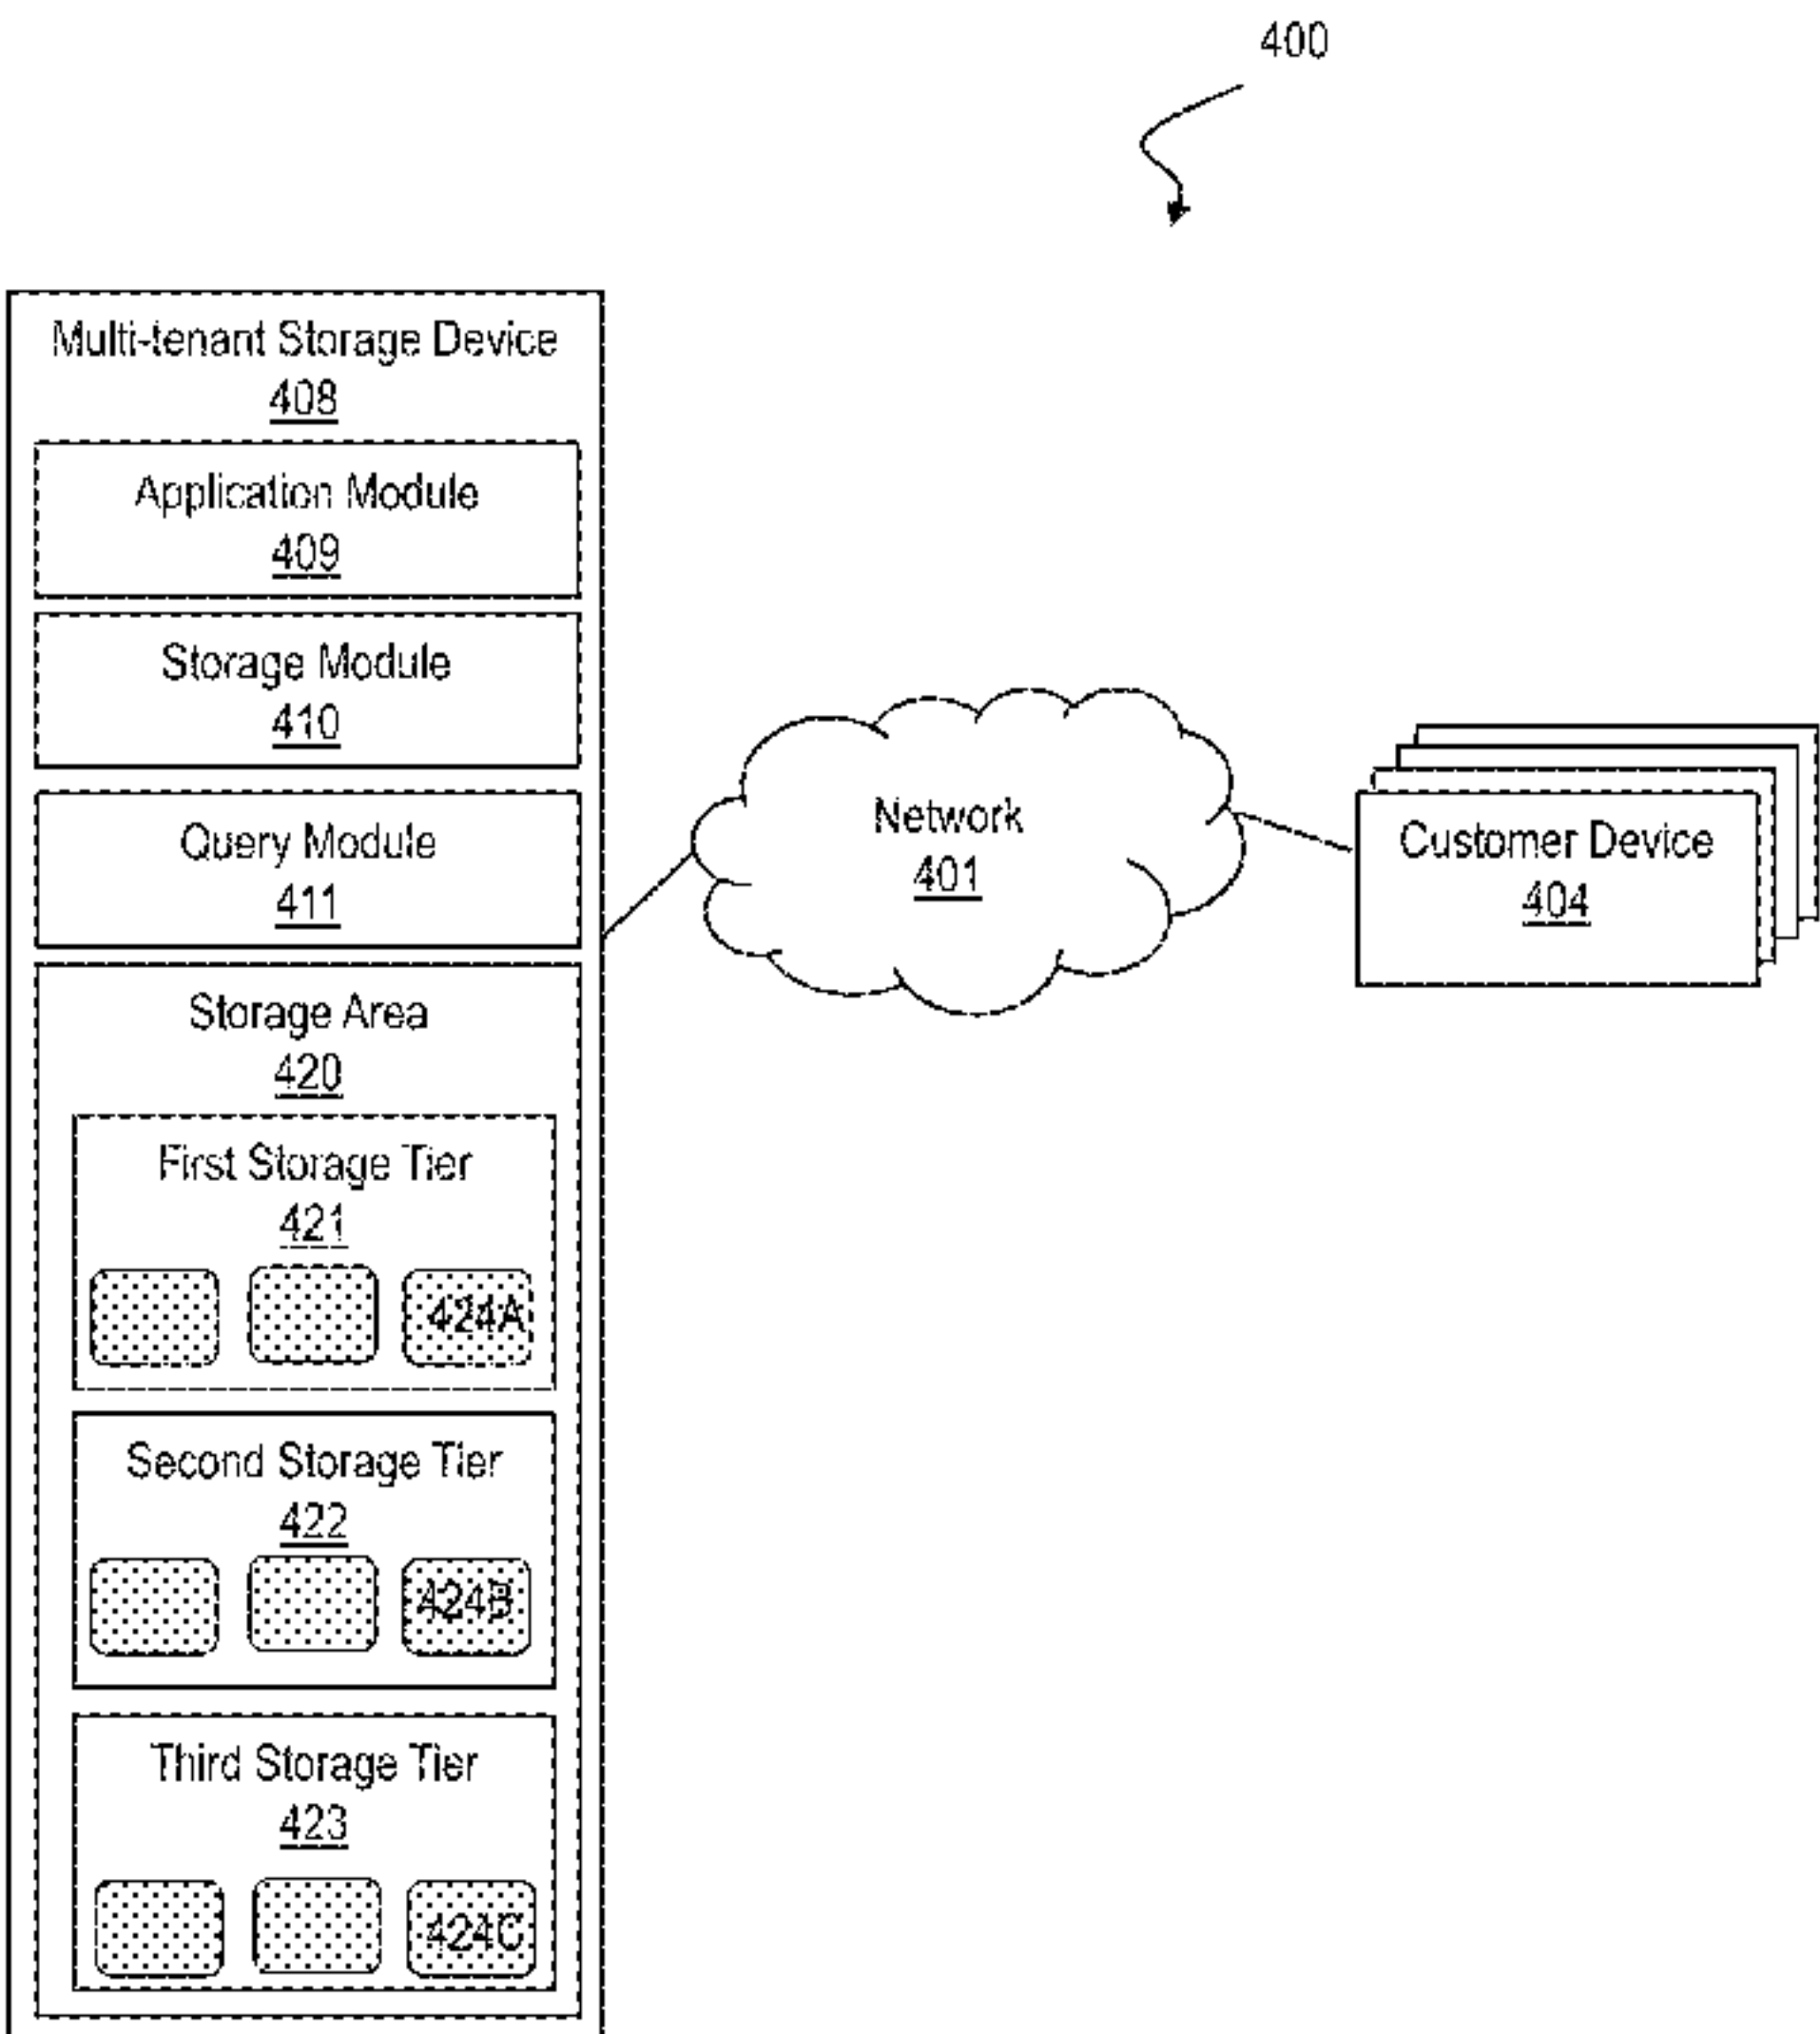 400
Multi-tenant Storage Device
408
Application Module
409
Storage Module
410
Query Module
411
Network
401
Customer Device
404
Storage Area
420
First Storage Tier
421
424A
Second Storage Tier
422
424B
Third Storage Tier
423
424C